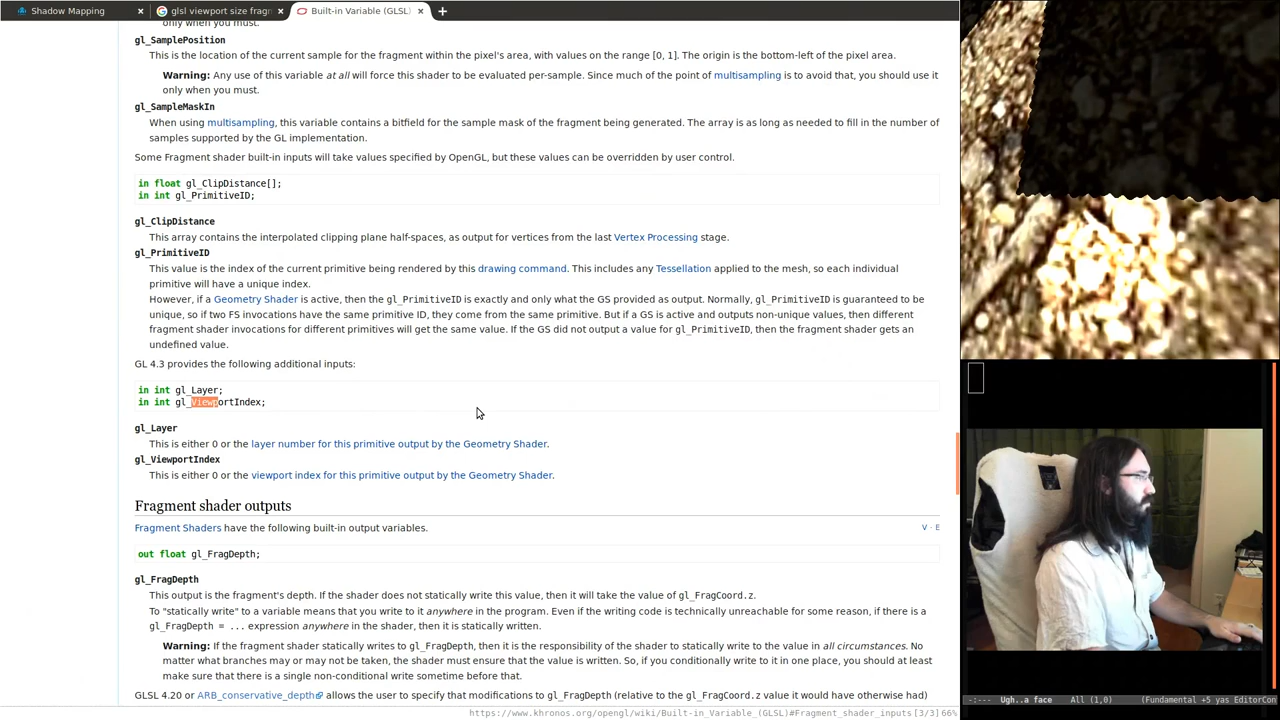 Shadow Mapping × glsl viewport size fragr × Built-in Variable (GLSL) × +
only when you must.
gl_SamplePosition
This is the location of the current sample for the fragment within the pixel's area, with values on the range [0, 1]. The origin is the bottom-left of the pixel area.
Warning: Any use of this variable at all will force this shader to be evaluated per-sample. Since much of the point of multisampling is to avoid that, you should use it
only when you must.
gl_SampleMaskIn
When using multisampling, this variable contains a bitfield for the sample mask of the fragment being generated. The array is as long as needed to fill in the number of
samples supported by the GL implementation.
Some Fragment shader built-in inputs will take values specified by OpenGL, but these values can be overridden by user control.
in float gl_ClipDistance[];
in int gl_PrimitiveID;
gl_ClipDistance
This array contains the interpolated clipping plane half-spaces, as output for vertices from the last Vertex Processing stage.
gl_PrimitiveID
This value is the index of the current primitive being rendered by this drawing command. This includes any Tessellation applied to the mesh, so each individual
primitive will have a unique index.
However, if a Geometry Shader is active, then the gl_PrimitiveID is exactly and only what the GS provided as output. Normally, gl_PrimitiveID is guaranteed to be
unique, so if two FS invocations have the same primitive ID, they come from the same primitive. But if a GS is active and outputs non-unique values, then different
fragment shader invocations for different primitives will get the same value. If the GS did not output a value for gl_PrimitiveID, then the fragment shader gets an
undefined value.
GL 4.3 provides the following additional inputs:
in int gl_Layer;
in int gl_ViewportIndex;
gl_Layer
This is either 0 or the layer number for this primitive output by the Geometry Shader.
gl_ViewportIndex
This is either 0 or the viewport index for this primitive output by the Geometry Shader.
Fragment shader outputs
Fragment Shaders have the following built-in output variables. V · E
out float gl_FragDepth;
gl_FragDepth
This output is the fragment's depth. If the shader does not statically write this value, then it will take the value of gl_FragCoord.z.
To "statically write" to a variable means that you write to it anywhere in the program. Even if the writing code is technically unreachable for some reason, if there is a
gl_FragDepth = ... expression anywhere in the shader, then it is statically written.
Warning: If the fragment shader statically writes to gl_FragDepth, then it is the responsibility of the shader to statically write to the value in all circumstances. No
matter what branches may or may not be taken, the shader must ensure that the value is written. So, if you conditionally write to it in one place, you should at least
make sure that there is a single non-conditional write sometime before that.
GLSL 4.20 or ARB_conservative_depth allows the user to specify that modifications to gl_FragDepth (relative to the gl_FragCoord.z value it would have otherwise had)
https://www.khronos.org/opengl/wiki/Built-in_Variable_(GLSL)#Fragment_shader_inputs [3/3] 66%
-:--- Ugh..a face All (1,0) (Fundamental +5 yas EditorCon